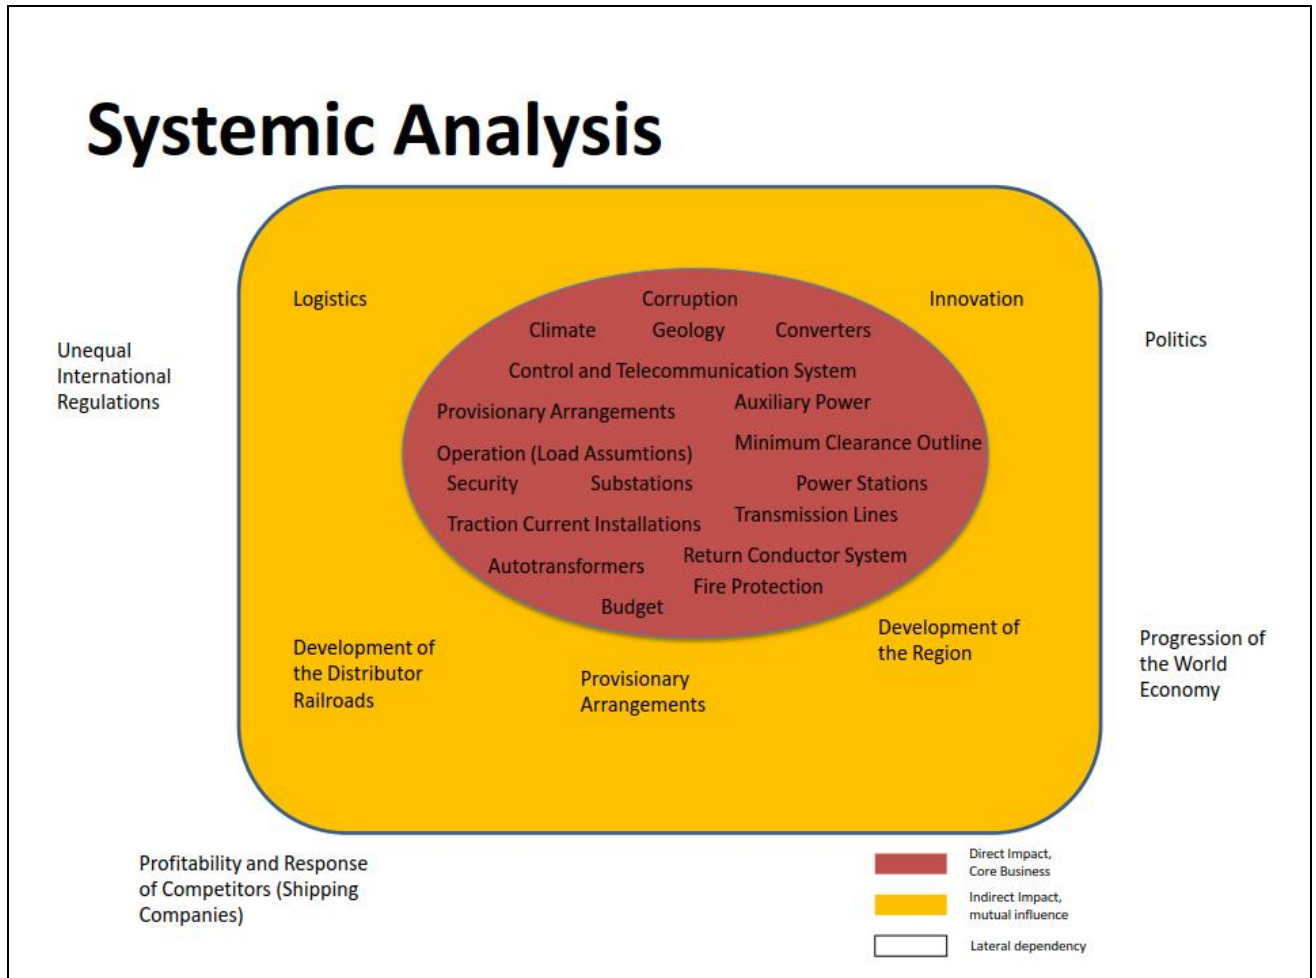 Systemic Analysis
Logistics
Corruption
Innovation
Climate
Geology
Converters
Unequal
International
Regulations
Politics
Control and Telecommunication System
Provisionary Arrangements
Auxiliary Power
Operation (Load Assumtions)
Minimum Clearance Outline
Security
Substations
Power Stations
Traction Current Installations
Transmission Lines
Autotransformers
Return Conductor System
Fire Protection
Budget
Development of
the Distributor
Railroads
Provisionary
Arrangements
Development of
the Region
Progression of
the World
Economy
Profitability and Response
of Competitors (Shipping
Companies)
Direct Impact,
Core Business
Indirect Impact,
mutual influence
Lateral dependency